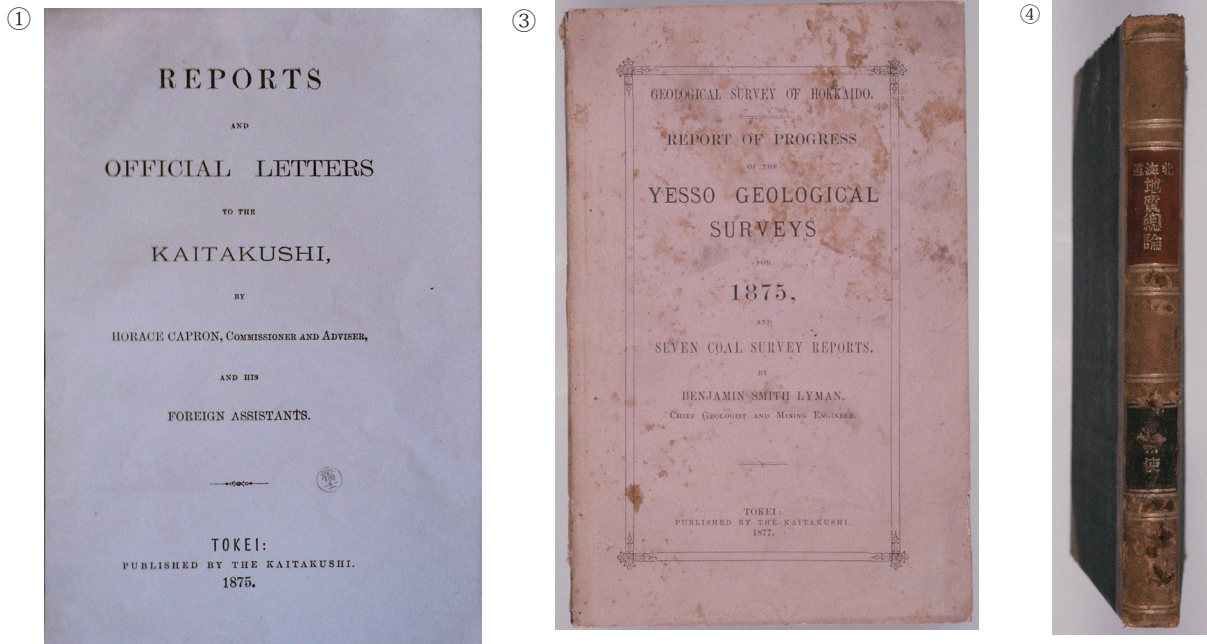 ①
REPORTS
AND
OFFICIAL LETTERS
TO THE
KAITAKUSHI,
BY
HORACE CAPRON, COMMISSIONER AND ADVISER,
AND HIS
FOREIGN ASSISTANTS.
TOKEI:
PUBLISHED BY THE KAITAKUSHI.
1875.
③
GEOLOGICAL SURVEY OF HOKKAIDO.
REPORT OF PROGRESS
OF THE
YESSO GEOLOGICAL
SURVEYS
FOR
1875,
AND
SEVEN COAL SURVEY REPORTS.
BY
BENJAMIN SMITH LYMAN,
CHIEF GEOLOGIST AND MINING ENGINEER.
TOKEI:
PUBLISHED BY THE KAITAKUSHI.
1877.
④
北海道
地質總論
使